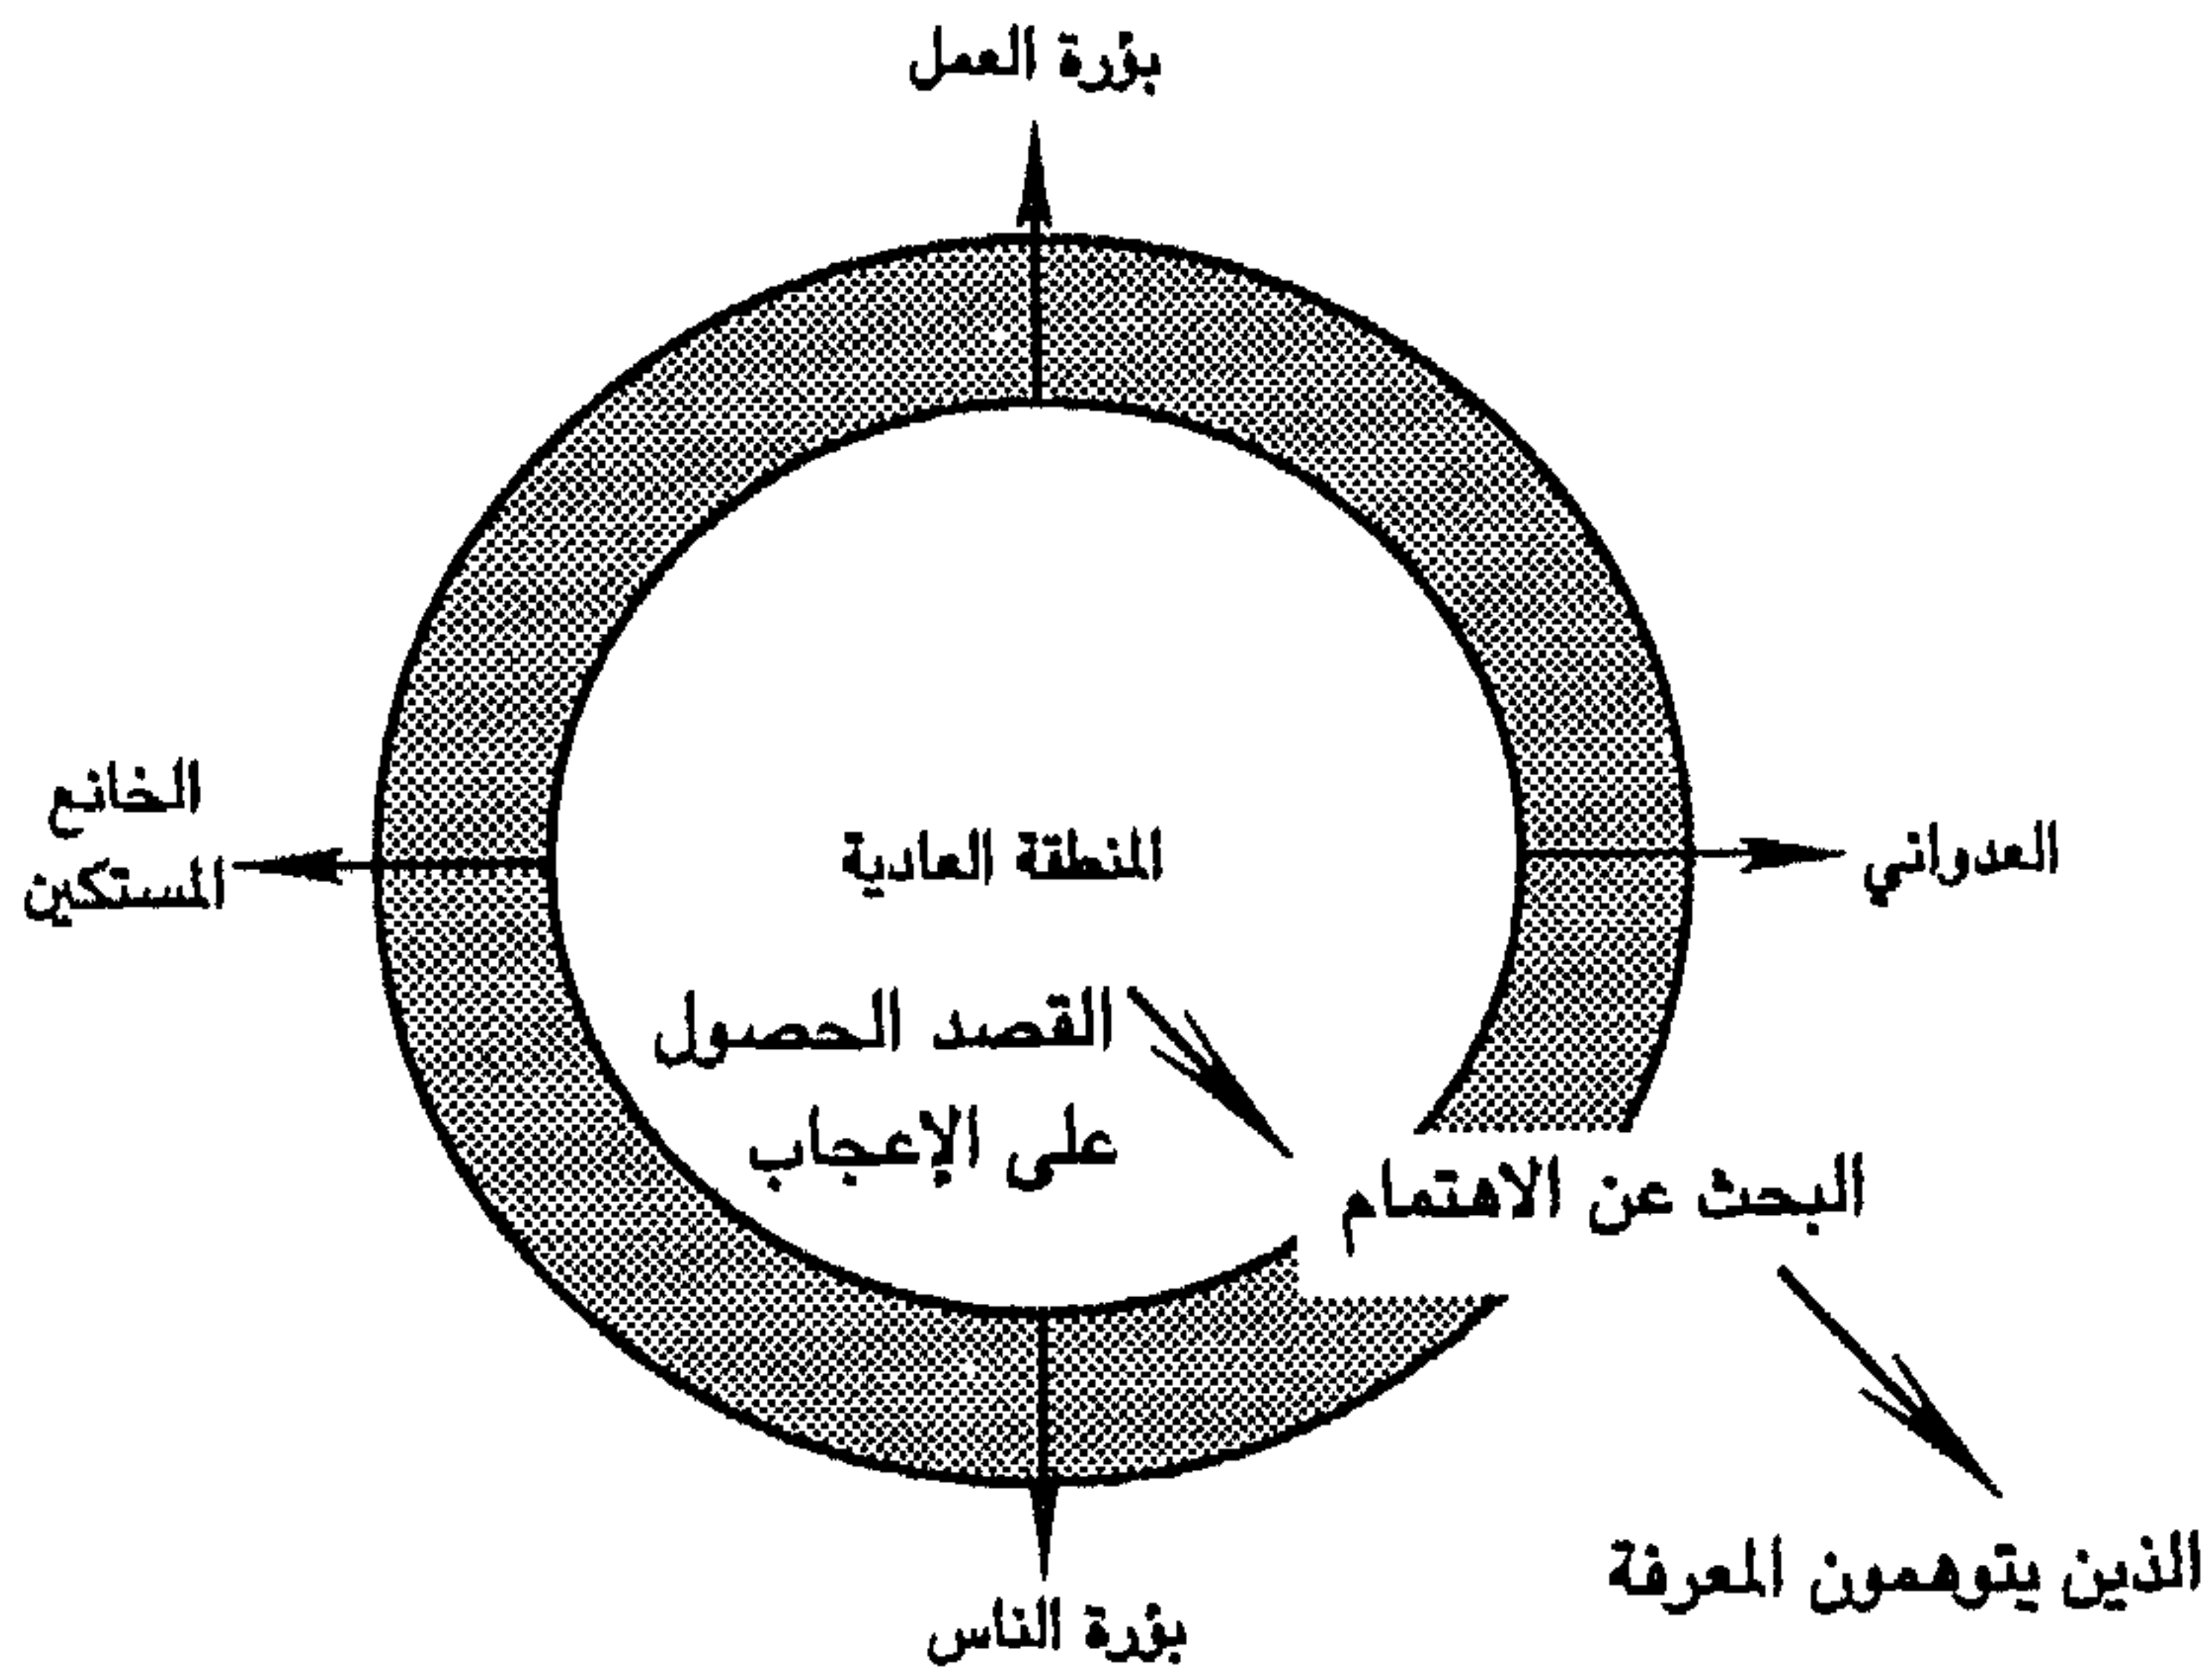 بؤرة العمل
الخانع
المستكين
المنطقة العادية
العدواني
القصد الحصول
على الإعجاب
البحث عن الاهتمام
الذين يتوهمون المعرفة
بؤرة الناس